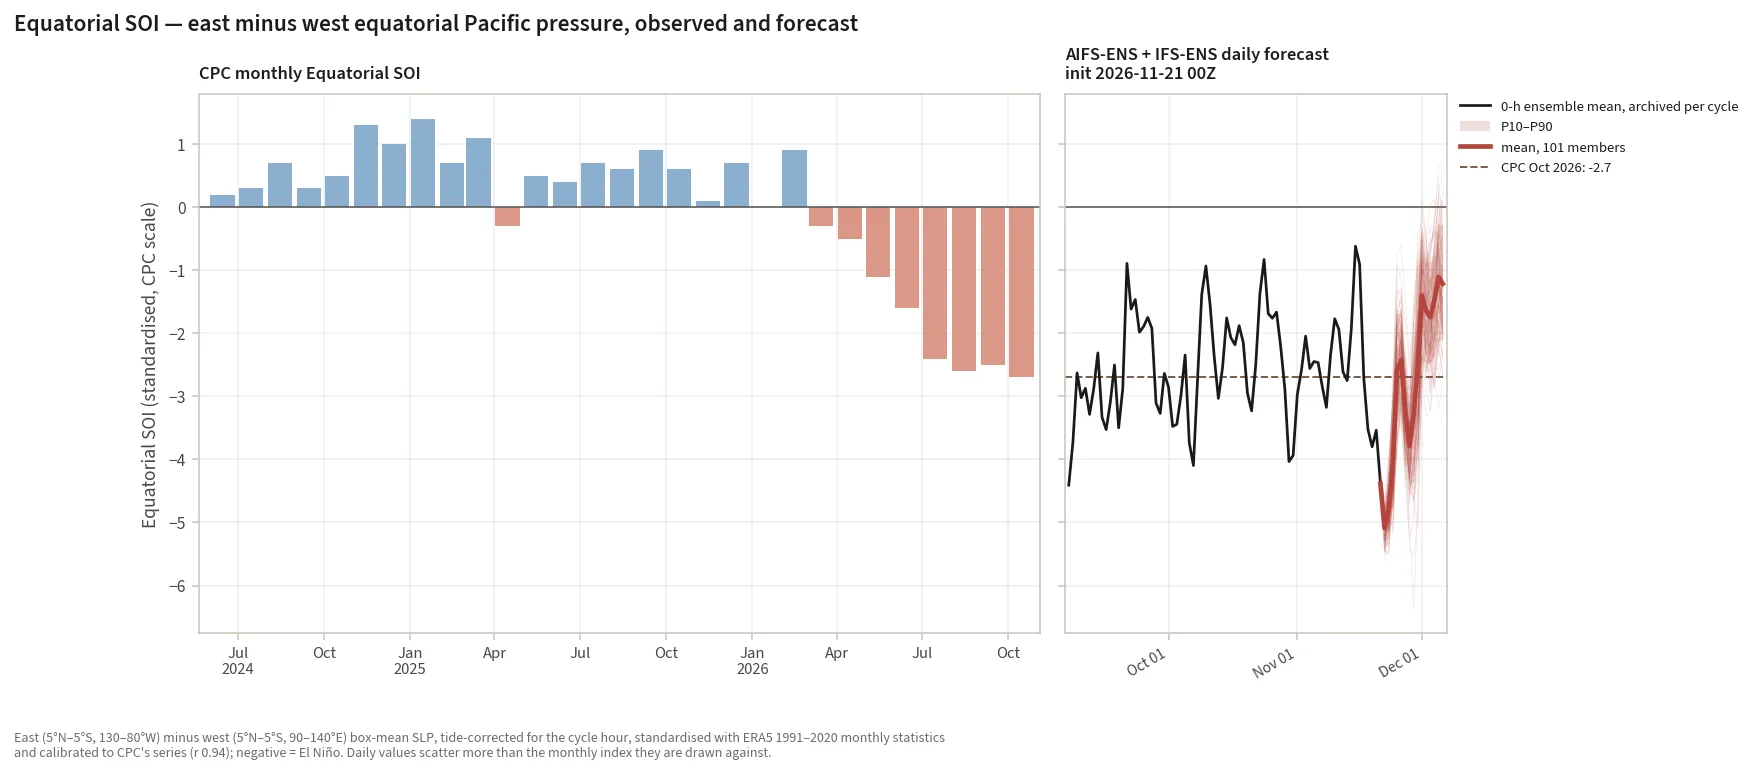 Equatorial SOI — east minus west equatorial Pacific pressure, observed and forecast
CPC monthly Equatorial SOI
AIFS-ENS + IFS-ENS daily forecast
init 2026-11-21 00Z
0-h ensemble mean, archived per cycle
P10–P90
mean, 101 members
CPC Oct 2026: -2.7
Equatorial SOI (standardised, CPC scale)
1
0
−1
−2
−3
−4
−5
−6
Jul
2024
Oct
Jan
2025
Apr
Jul
Oct
Jan
2026
Apr
Jul
Oct
Oct 01
Nov 01
Dec 01
East (5°N–5°S, 130–80°W) minus west (5°N–5°S, 90–140°E) box-mean SLP, tide-corrected for the cycle hour, standardised with ERA5 1991–2020 monthly statistics
and calibrated to CPC's series (r 0.94); negative = El Niño. Daily values scatter more than the monthly index they are drawn against.